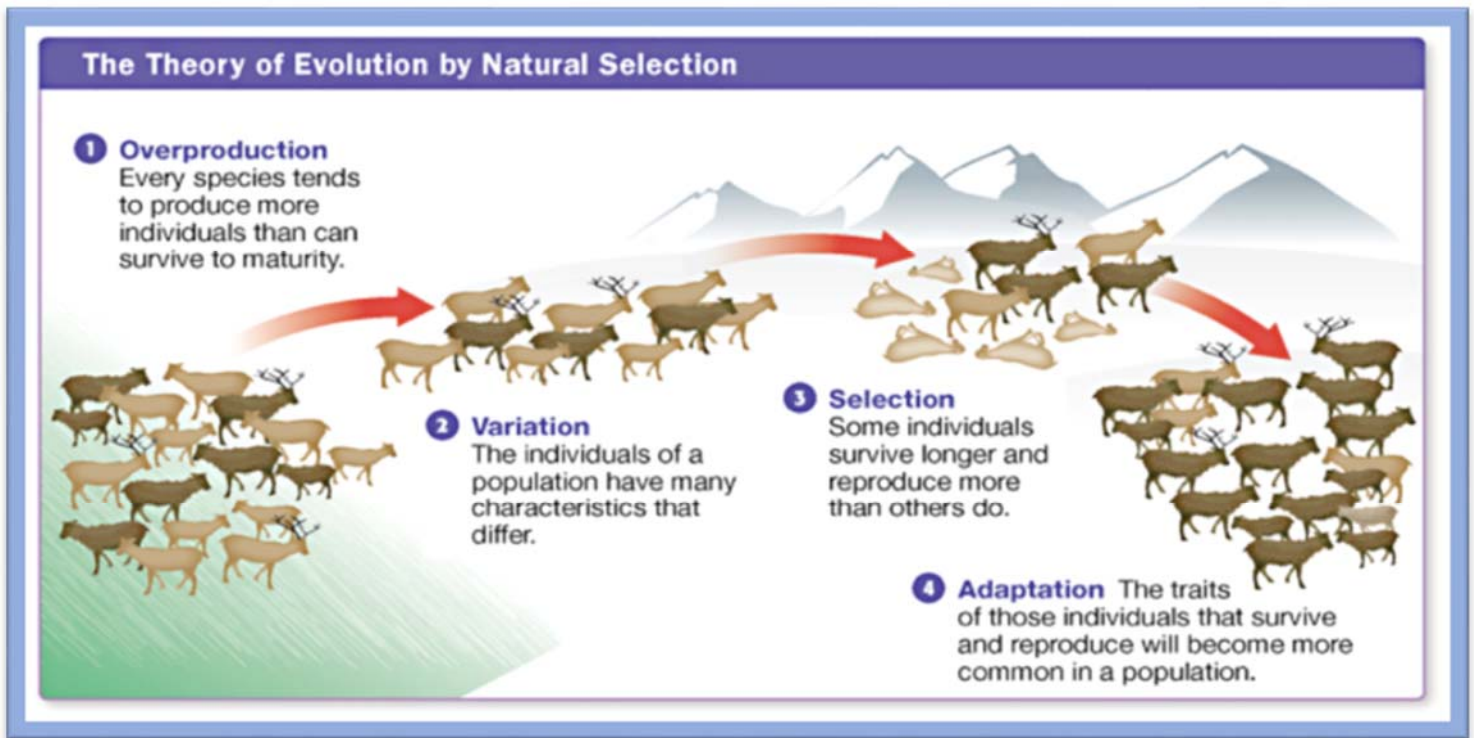 The Theory of Evolution by Natural Selection
1 Overproduction
Every species tends
to produce more
individuals than can
survive to maturity.
2 Variation
The individuals of a
population have many
characteristics that
differ.
3 Selection
Some individuals
survive longer and
reproduce more
than others do.
4 Adaptation The traits
of those individuals that survive
and reproduce will become more
common in a population.